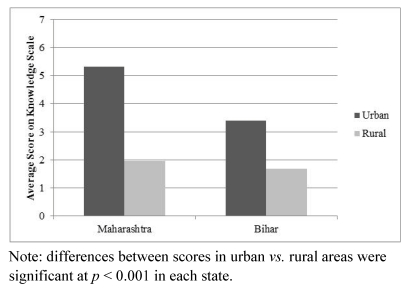 7
6
5
4
3
2
1
0
Average Score on Knowledge Scale
Maharashtra Bihar
Urban
Rural
Note: differences between scores in urban vs. rural areas were
significant at p < 0.001 in each state.